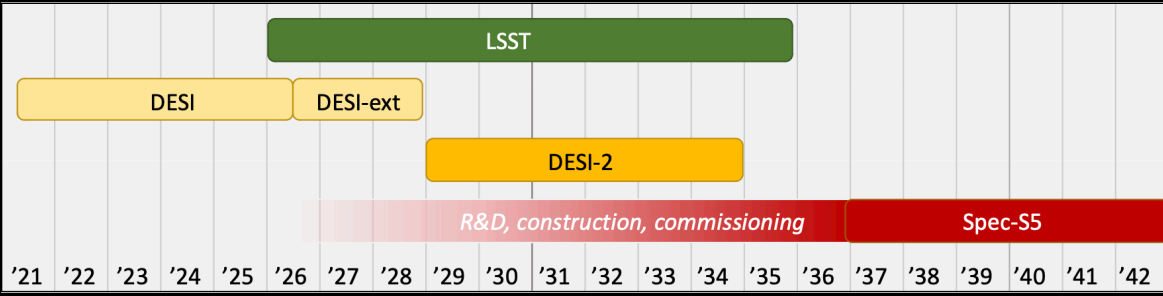 LSST
DESI DESI-ext
DESI-2
R&D, construction, commissioning Spec-S5
’21 ’22 ’23 ’24 ’25 ’26 ’27 ’28 ’29 ’30 ’31 ’32 ’33 ’34 ’35 ’36 ’37 ’38 ’39 ’40 ’41 ’42